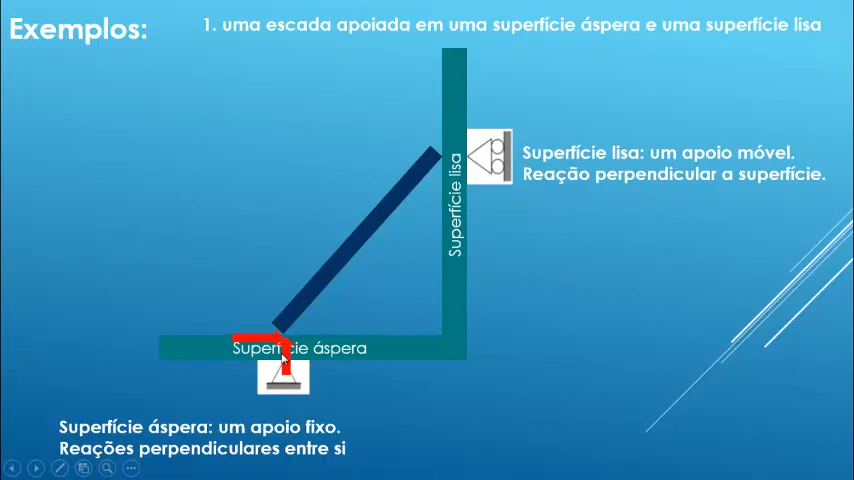 Exemplos:
1. uma escada apoiada em uma superfície áspera e uma superfície lisa
Superfície lisa: um apoio móvel.
Reação perpendicular a superfície.
Superfície lisa
Superfície áspera
Superfície áspera: um apoio fixo.
Reações perpendiculares entre si